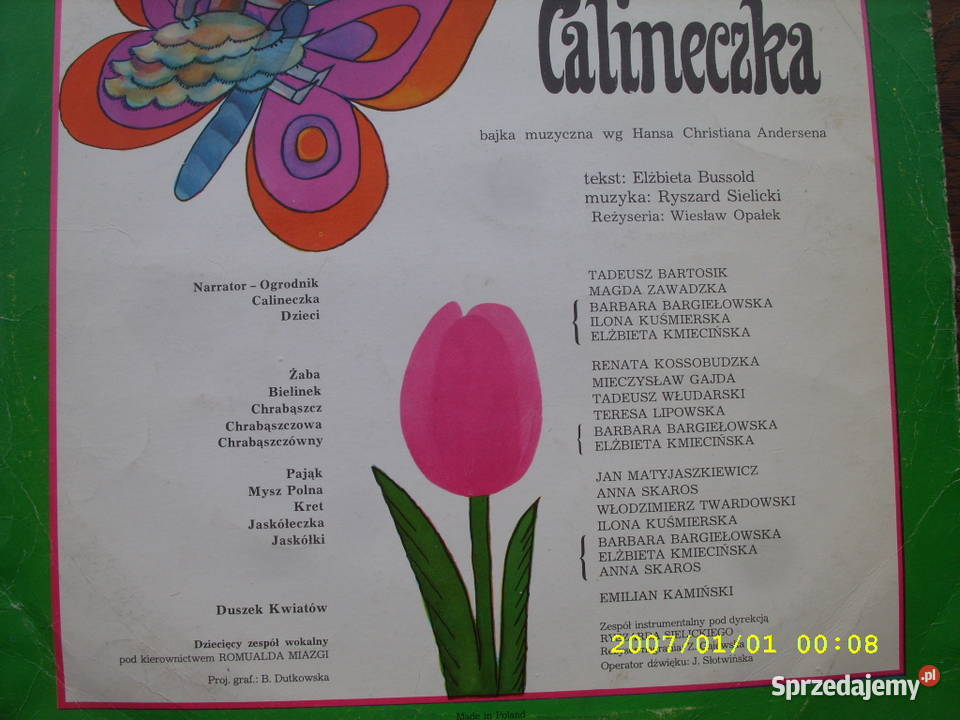 Calineczka
bajka muzyczna wg Hansa Christiana Andersena
tekst: Elżbieta Bussold
muzyka: Ryszard Sielicki
Reżyseria: Wiesław Opałek
Narrator – Ogrodnik
Calineczka
Dzieci
TADEUSZ BARTOSIK
MAGDA ZAWADZKA
BARBARA BARGIEŁOWSKA
ILONA KUŚMIERSKA
ELŻBIETA KMIECIŃSKA
Żaba
Bielinek
Chrabąszcz
Chrabąszczowa
Chrabąszczówny
RENATA KOSSOBUDZKA
MIECZYSŁAW GAJDA
TADEUSZ WŁUDARSKI
TERESA LIPOWSKA
BARBARA BARGIEŁOWSKA
ELŻBIETA KMIECIŃSKA
Pająk
Mysz Polna
Kret
Jaskółeczka
Jaskółki
JAN MATYJASZKIEWICZ
ANNA SKAROS
WŁODZIMIERZ TWARDOWSKI
ILONA KUŚMIERSKA
BARBARA BARGIEŁOWSKA
ELŻBIETA KMIECIŃSKA
ANNA SKAROS
Duszek Kwiatów
EMILIAN KAMIŃSKI
Dziecięcy zespół wokalny
pod kierownictwem ROMUALDA MIAZGI
Proj. graf.: B. Dutkowska
Zespół instrumentalny pod dyrekcją
RYSZARDA SIELICKIEGO
Operator dźwięku: J. Słotwińska
2007/01/01 00:08
Made in Poland
Sprzedajemy.pl